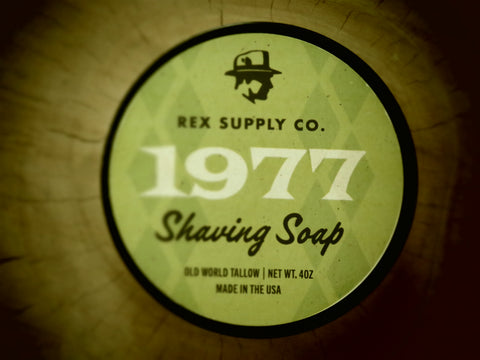 REX SUPPLY CO.
1977
Shaving Soap
OLD WORLD TALLOW | NET WT. 4OZ
MADE IN THE USA